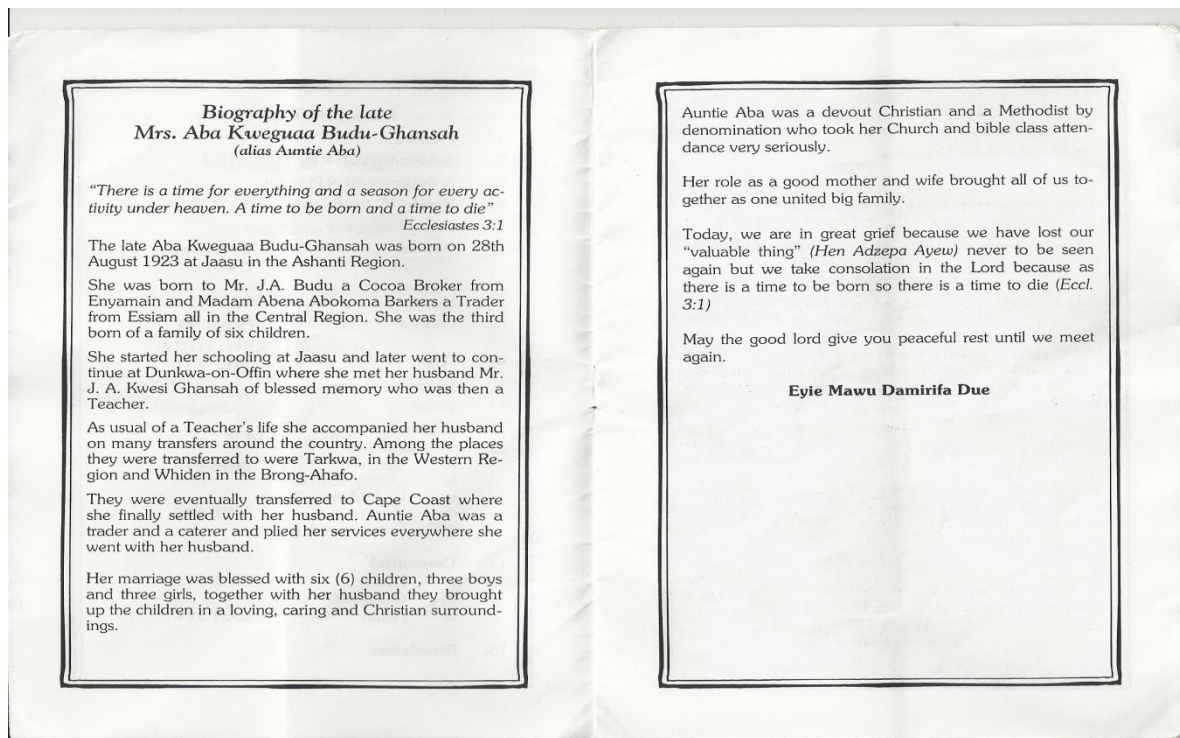 Biography of the late
Mrs. Aba Kweguaa Budu-Ghansah
(alias Auntie Aba)
“There is a time for everything and a season for every ac-
tivity under heaven. A time to be born and a time to die”
Ecclesiastes 3:1
The late Aba Kweguaa Budu-Ghansah was born on 28th
August 1923 at Jaasu in the Ashanti Region.
She was born to Mr. J.A. Budu a Cocoa Broker from
Enyamain and Madam Abena Abokoma Barkers a Trader
from Essiam all in the Central Region. She was the third
born of a family of six children.
She started her schooling at Jaasu and later went to con-
tinue at Dunkwa-on-Offin where she met her husband Mr.
J. A. Kwesi Ghansah of blessed memory who was then a
Teacher.
As usual of a Teacher's life she accompanied her husband
on many transfers around the country. Among the places
they were transferred to were Tarkwa, in the Western Re-
gion and Whiden in the Brong-Ahafo.
They were eventually transferred to Cape Coast where
she finally settled with her husband. Auntie Aba was a
trader and a caterer and plied her services everywhere she
went with her husband.
Her marriage was blessed with six (6) children, three boys
and three girls, together with her husband they brought
up the children in a loving, caring and Christian surround-
ings.
Auntie Aba was a devout Christian and a Methodist by
denomination who took her Church and bible class atten-
dance very seriously.
Her role as a good mother and wife brought all of us to-
gether as one united big family.
Today, we are in great grief because we have lost our
“valuable thing” (Hen Adzepa Ayew) never to be seen
again but we take consolation in the Lord because as
there is a time to be born so there is a time to die (Eccl.
3:1)
May the good lord give you peaceful rest until we meet
again.
Eyie Mawu Damirifa Due